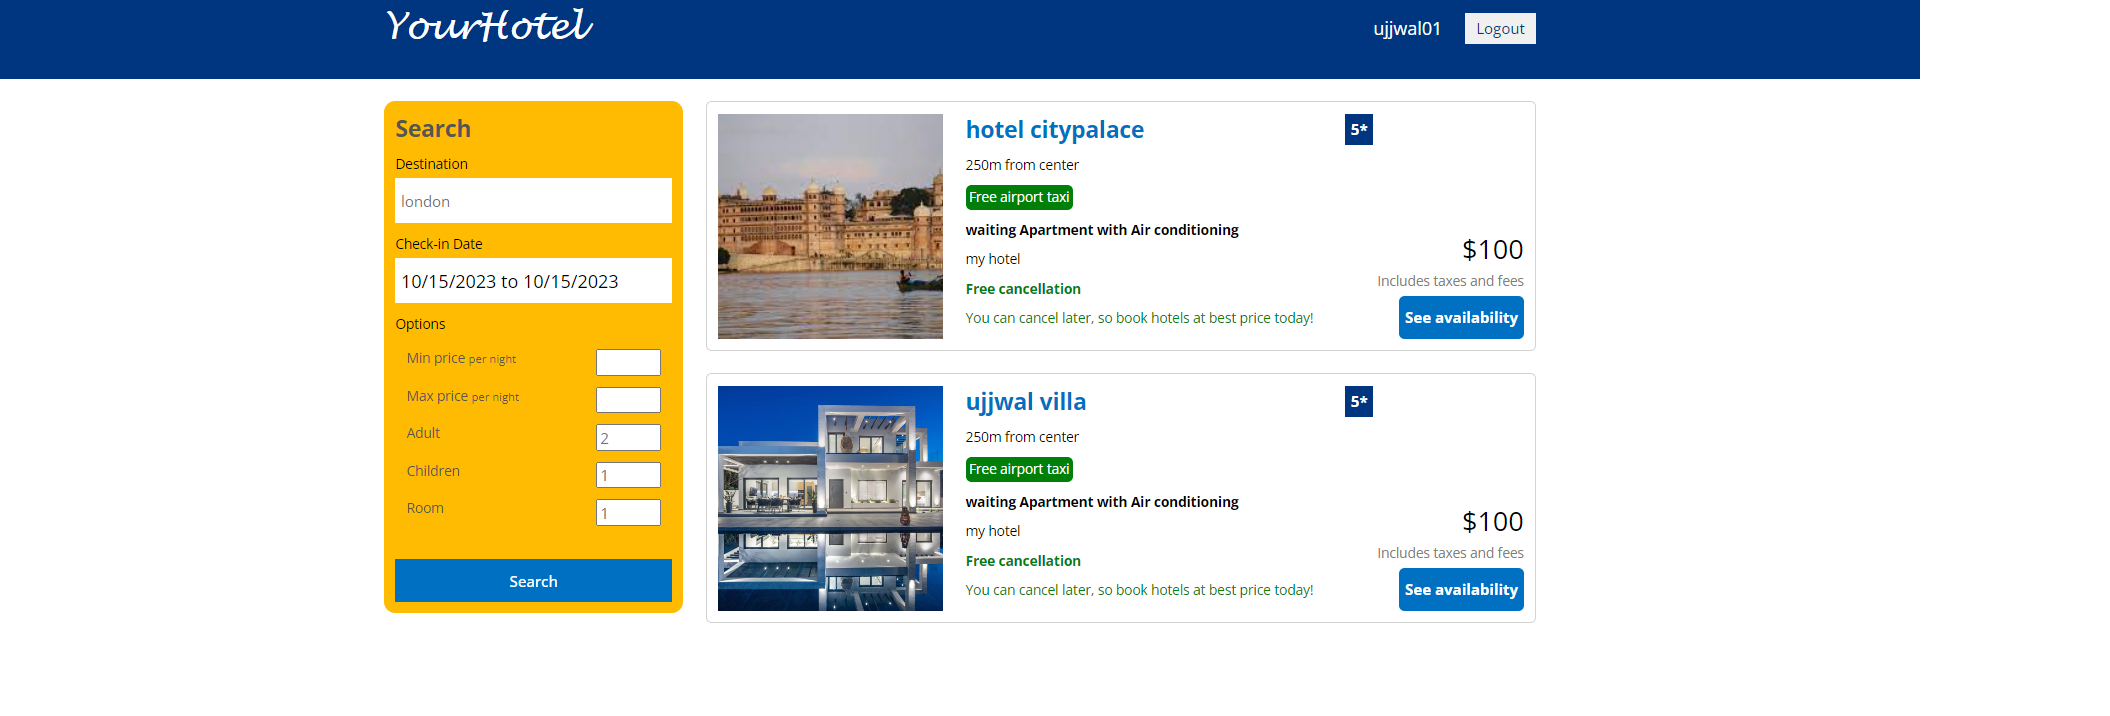 YourHotel
ujjwal01
Logout
Search
Destination
london
Check-in Date
10/15/2023 to 10/15/2023
Options
Min price per night
Max price per night
Adult
2
Children
1
Room
1
Search
hotel citypalace
5*
250m from center
Free airport taxi
waiting Apartment with Air conditioning
my hotel
Free cancellation
You can cancel later, so book hotels at best price today!
$100
Includes taxes and fees
See availability
ujjwal villa
5*
250m from center
Free airport taxi
waiting Apartment with Air conditioning
my hotel
Free cancellation
You can cancel later, so book hotels at best price today!
$100
Includes taxes and fees
See availability